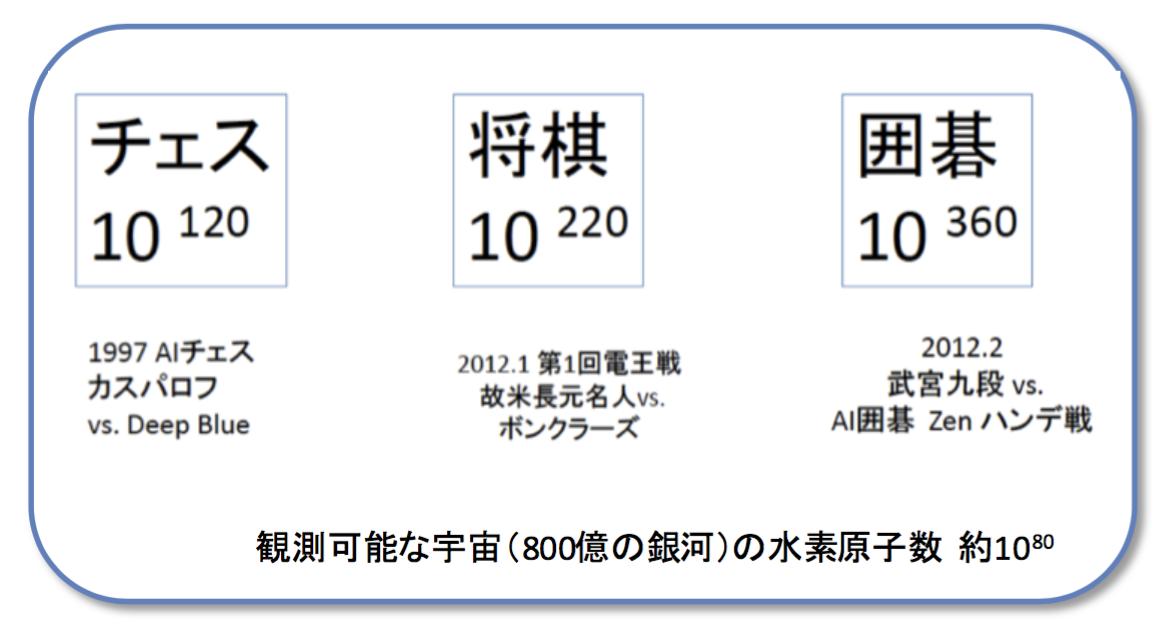 チェス
10 120
将棋
10 220
囲碁
10 360
1997 AIチェス
カスパロフ
vs. Deep Blue
2012.1 第1回電王戦
故米長元名人vs.
ボンクラーズ
2012.2
武宮九段 vs.
AI囲碁 Zen ハンデ戦
観測可能な宇宙（800億の銀河）の水素原子数 約10⁸⁰